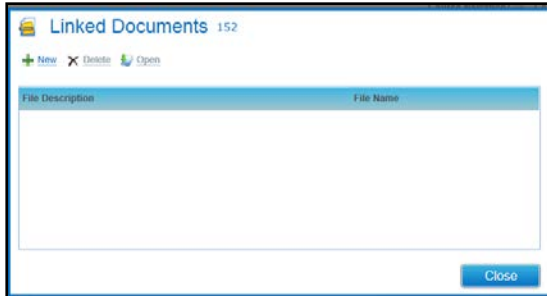 Linked Documents 152
New Delete Open
File Description File Name
Close